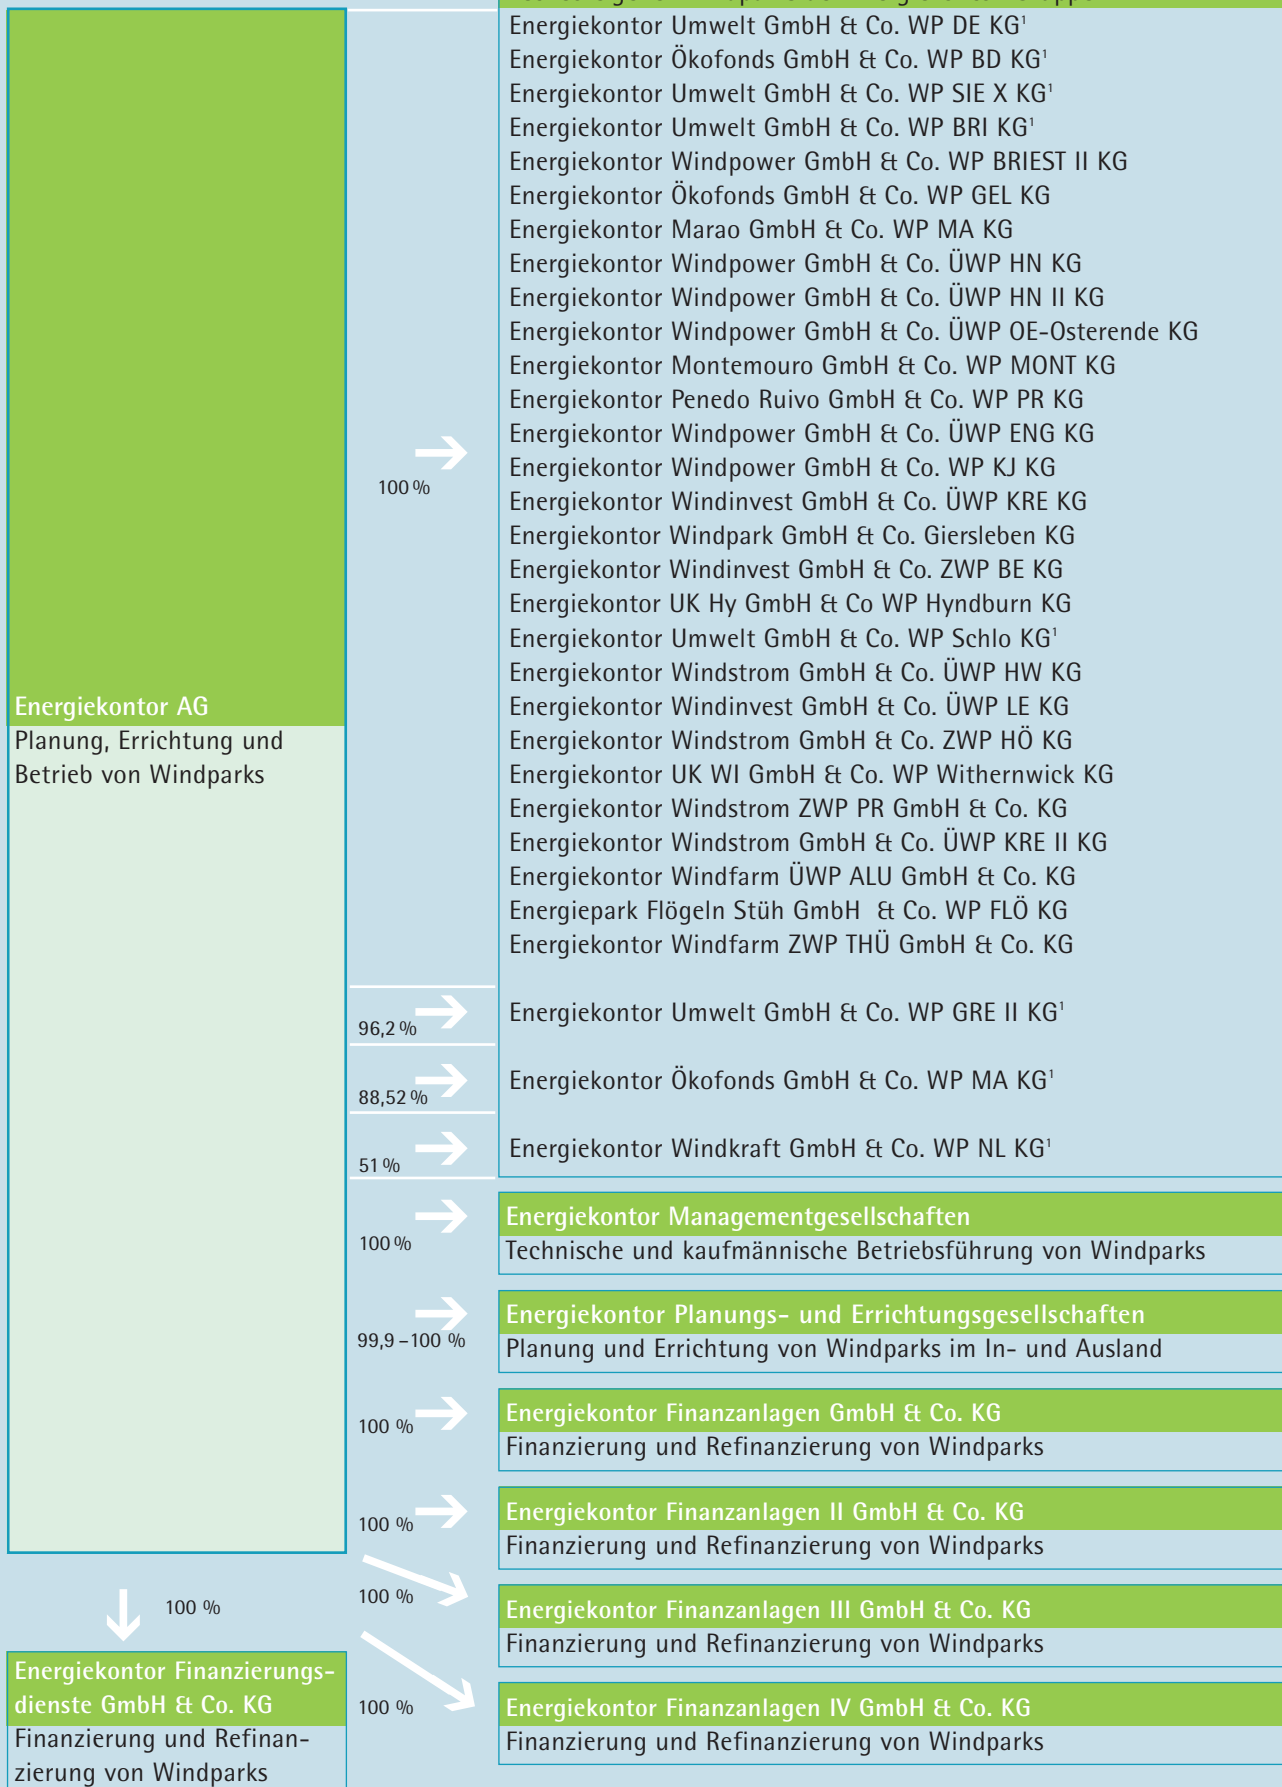 Energiekontor Umwelt GmbH & Co. WP DE KG¹
Energiekontor Ökofonds GmbH & Co. WP BD KG¹
Energiekontor Umwelt GmbH & Co. WP SIE X KG¹
Energiekontor Umwelt GmbH & Co. WP BRI KG¹
Energiekontor Windpower GmbH & Co. WP BRIEST II KG
Energiekontor Ökofonds GmbH & Co. WP GEL KG
Energiekontor Marao GmbH & Co. WP MA KG
Energiekontor Windpower GmbH & Co. ÜWP HN KG
Energiekontor Windpower GmbH & Co. ÜWP HN II KG
Energiekontor Windpower GmbH & Co. ÜWP OE-Osterende KG
Energiekontor Montemouro GmbH & Co. WP MONT KG
Energiekontor Penedo Ruivo GmbH & Co. WP PR KG
Energiekontor Windpower GmbH & Co. ÜWP ENG KG
Energiekontor Windpower GmbH & Co. WP KJ KG
100 %
Energiekontor Windinvest GmbH & Co. ÜWP KRE KG
Energiekontor Windpark GmbH & Co. Giersleben KG
Energiekontor Windinvest GmbH & Co. ZWP BE KG
Energiekontor UK Hy GmbH & Co WP Hyndburn KG
Energiekontor Umwelt GmbH & Co. WP Schlo KG¹
Energiekontor Windstrom GmbH & Co. ÜWP HW KG
Energiekontor Windinvest GmbH & Co. ÜWP LE KG
Energiekontor Windstrom GmbH & Co. ZWP HÖ KG
Energiekontor UK WI GmbH & Co. WP Withernwick KG
Energiekontor Windstrom ZWP PR GmbH & Co. KG
Energiekontor Windstrom GmbH & Co. ÜWP KRE II KG
Energiekontor Windfarm ÜWP ALU GmbH & Co. KG
Energiepark Flögeln Stüh GmbH & Co. WP FLÖ KG
Energiekontor Windfarm ZWP THÜ GmbH & Co. KG
Energiekontor AG
Planung, Errichtung und
Betrieb von Windparks
96,2 %
Energiekontor Umwelt GmbH & Co. WP GRE II KG¹
88,52 %
Energiekontor Ökofonds GmbH & Co. WP MA KG¹
51 %
Energiekontor Windkraft GmbH & Co. WP NL KG¹
100 %
Energiekontor Managementgesellschaften
Technische und kaufmännische Betriebsführung von Windparks
99,9 – 100 %
Energiekontor Planungs- und Errichtungsgesellschaften
Planung und Errichtung von Windparks im In- und Ausland
100 %
Energiekontor Finanzanlagen GmbH & Co. KG
Finanzierung und Refinanzierung von Windparks
100 %
Energiekontor Finanzanlagen II GmbH & Co. KG
Finanzierung und Refinanzierung von Windparks
100 %
Energiekontor Finanzanlagen III GmbH & Co. KG
Finanzierung und Refinanzierung von Windparks
100 %
Energiekontor Finanzanlagen IV GmbH & Co. KG
Finanzierung und Refinanzierung von Windparks
100 %
Energiekontor Finanzierungs-
dienste GmbH & Co. KG
Finanzierung und Refinan-
zierung von Windparks